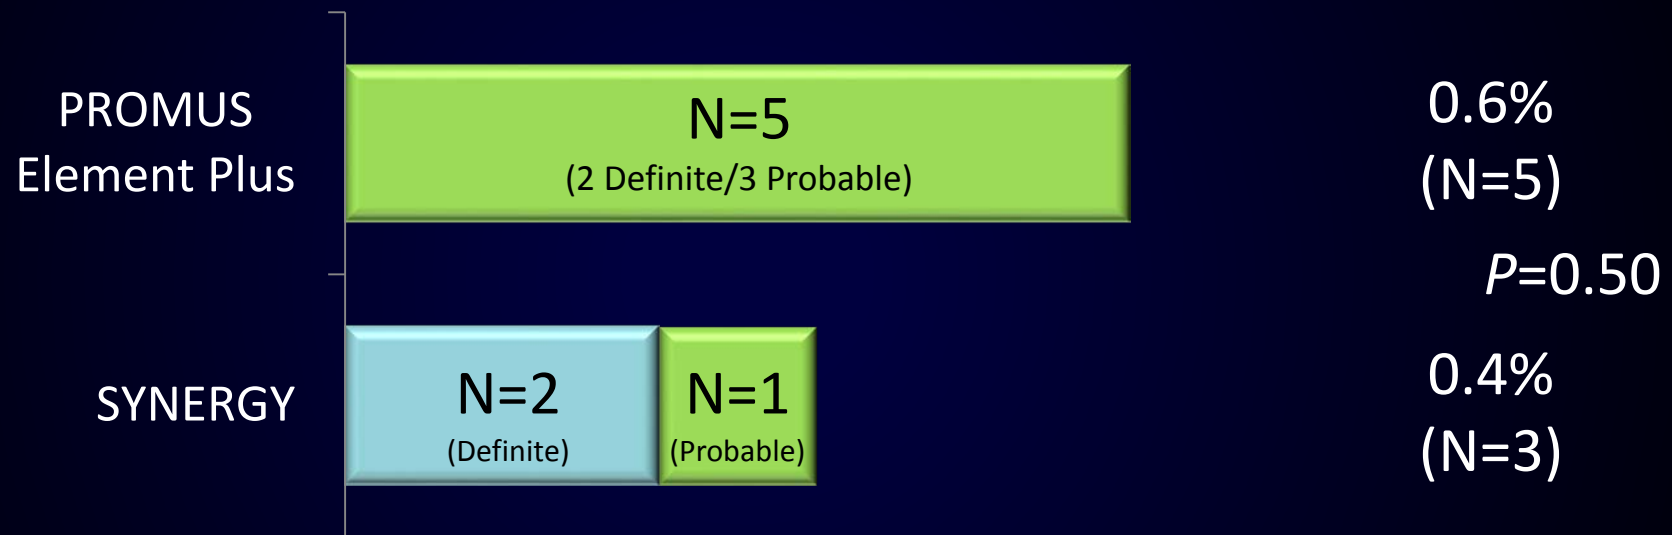 PROMUS
Element Plus
N=5
(2 Definite/3 Probable)
0.6%
(N=5)
P=0.50
SYNERGY
N=2
(Definite)
N=1
(Probable)
0.4%
(N=3)